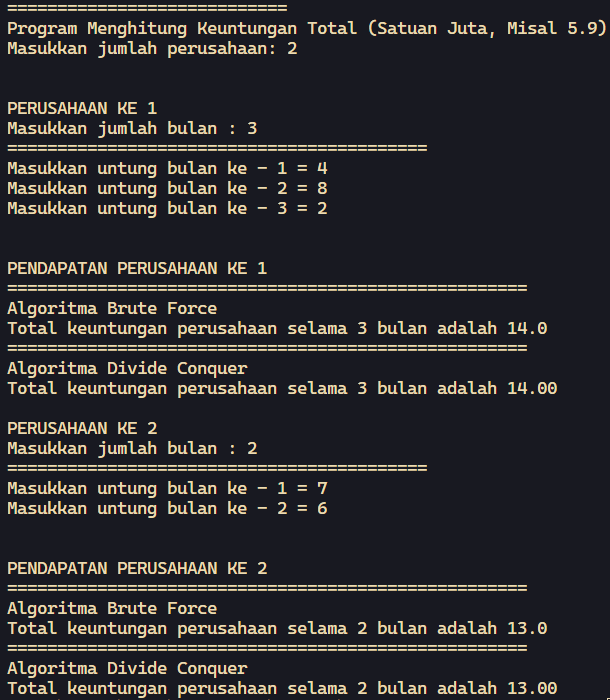 ============================
Program Menghitung Keuntungan Total (Satuan Juta, Misal 5.9)
Masukkan jumlah perusahaan: 2
PERUSAHAAN KE 1
Masukkan jumlah bulan : 3
==========================================
Masukkan untung bulan ke - 1 = 4
Masukkan untung bulan ke - 2 = 8
Masukkan untung bulan ke - 3 = 2
PENDAPATAN PERUSAHAAN KE 1
====================================================
Algoritma Brute Force
Total keuntungan perusahaan selama 3 bulan adalah 14.0
====================================================
Algoritma Divide Conquer
Total keuntungan perusahaan selama 3 bulan adalah 14.00
PERUSAHAAN KE 2
Masukkan jumlah bulan : 2
==========================================
Masukkan untung bulan ke - 1 = 7
Masukkan untung bulan ke - 2 = 6
PENDAPATAN PERUSAHAAN KE 2
====================================================
Algoritma Brute Force
Total keuntungan perusahaan selama 2 bulan adalah 13.0
====================================================
Algoritma Divide Conquer
Total keuntungan perusahaan selama 2 bulan adalah 13.00